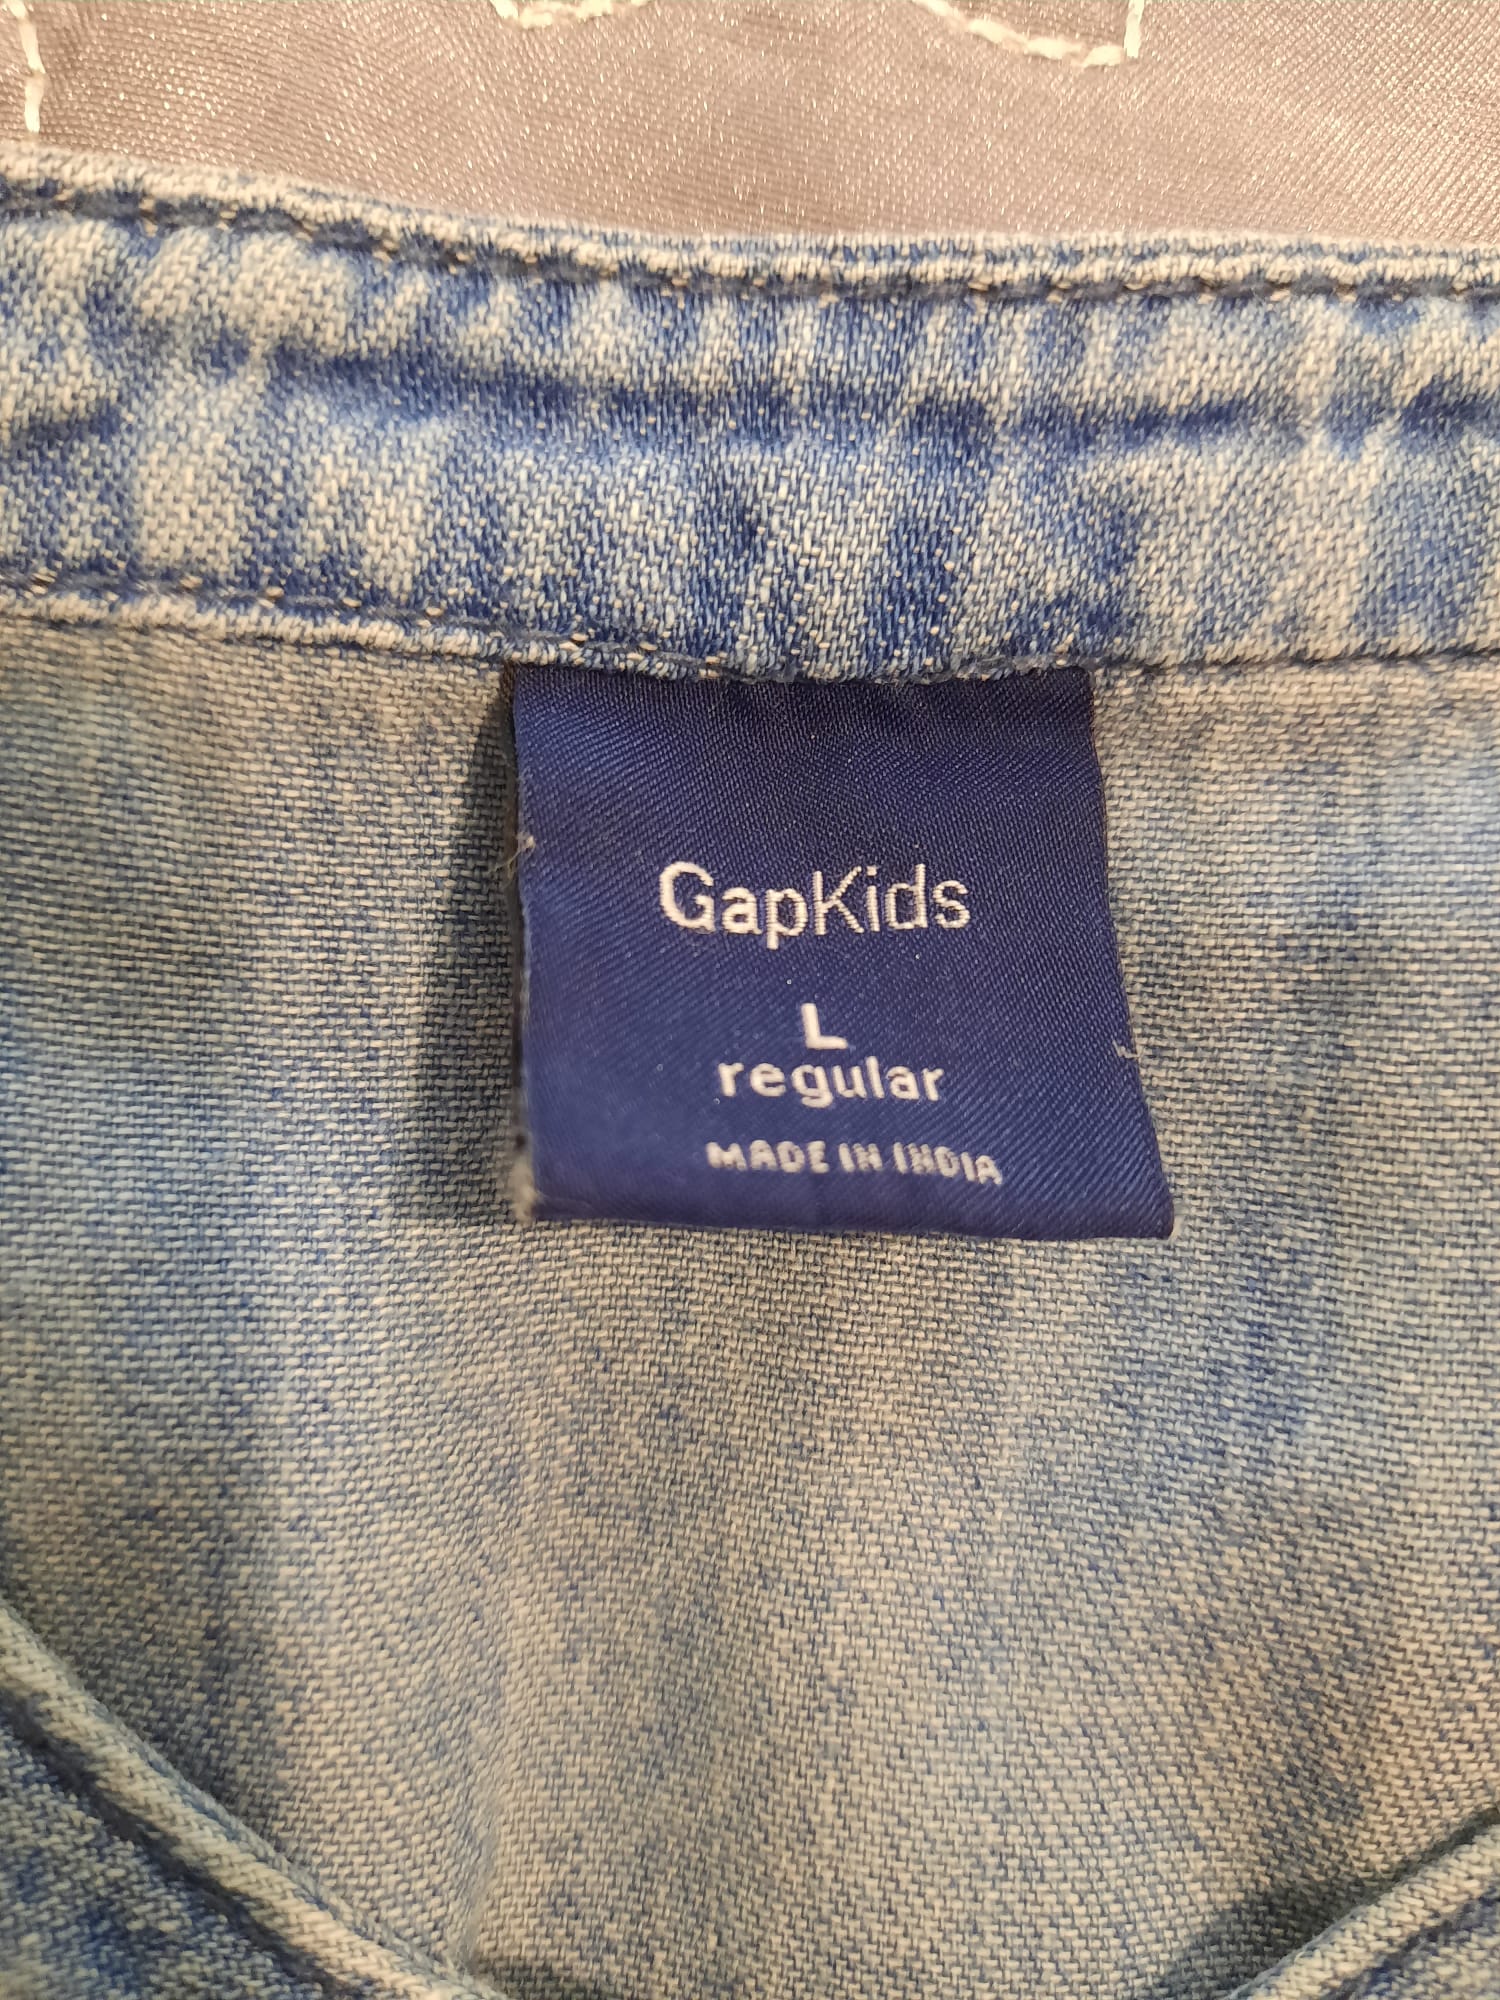 GapKids
L
regular
MADE IN INDIA